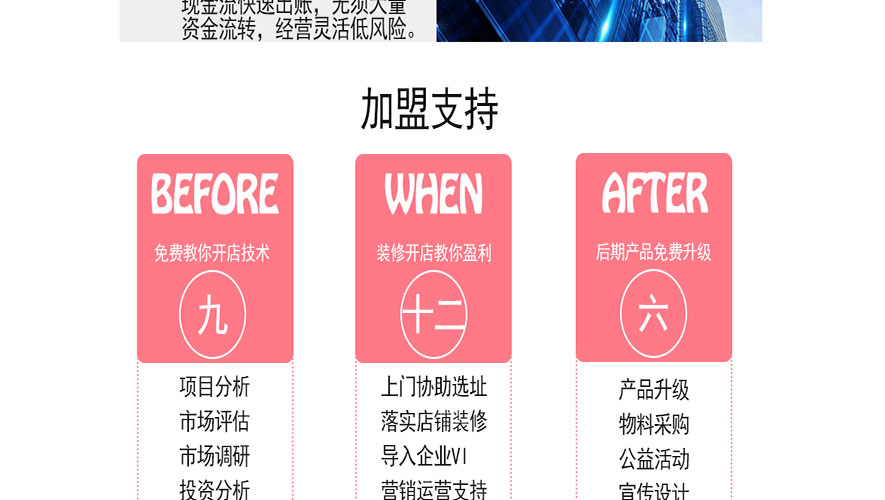 现金流快速出账，无须大量
资金流转，经营灵活低风险。
加盟支持
BEFORE
免费教你开店技术
九
项目分析
市场评估
市场调研
投资分析
WHEN
装修开店教你盈利
十二
上门协助选址
落实店铺装修
导入企业VI
营销运营支持
AFTER
后期产品免费升级
六
产品升级
物料采购
公益活动
宣传设计